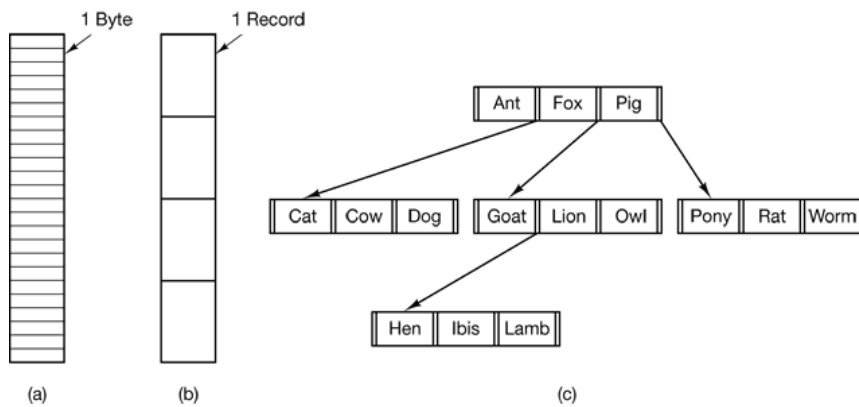 1 Byte
1 Record
Ant Fox Pig
Cat Cow Dog
Goat Lion Owl
Pony Rat Worm
Hen Ibis Lamb
(a)
(b)
(c)